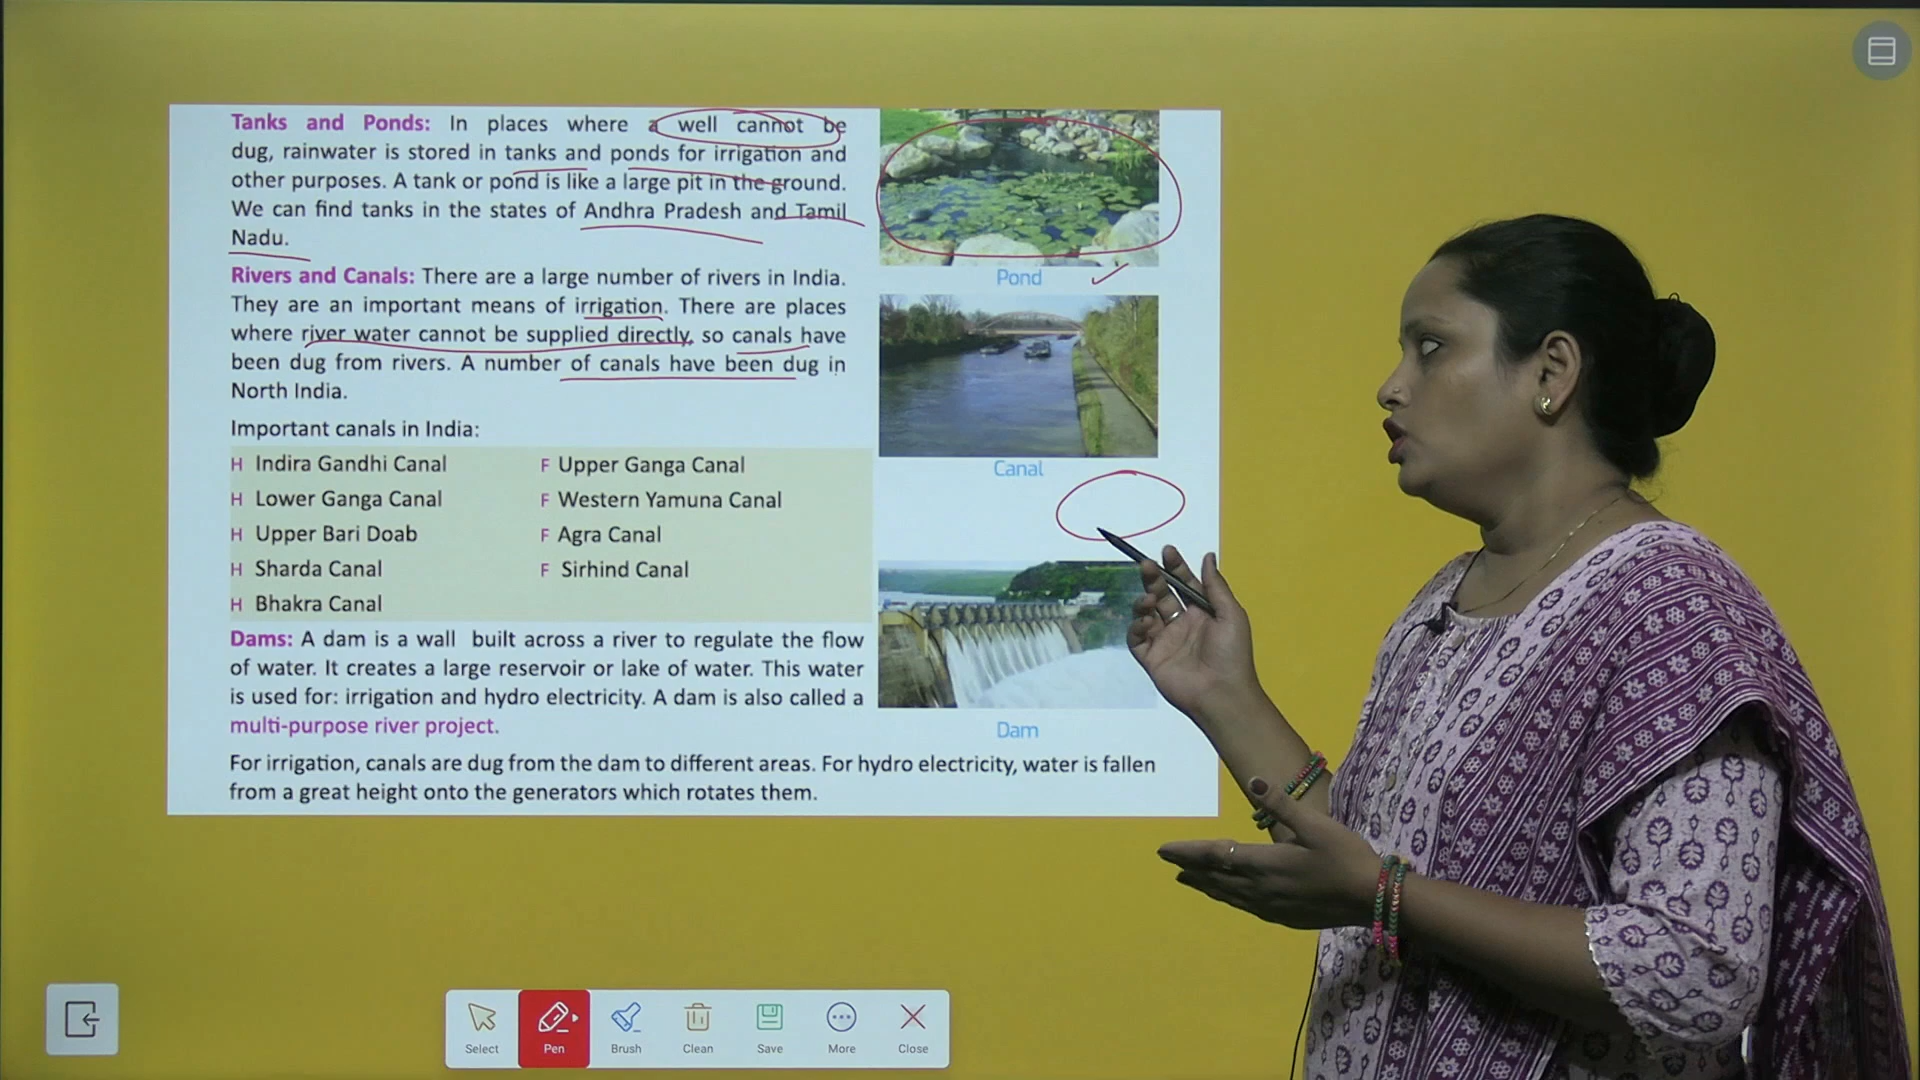 Tanks and Ponds: In places where a well cannot be
dug, rainwater is stored in tanks and ponds for irrigation and
other purposes. A tank or pond is like a large pit in the ground.
We can find tanks in the states of Andhra Pradesh and Tamil
Nadu.
Pond
Rivers and Canals: There are a large number of rivers in India.
They are an important means of irrigation. There are places
where river water cannot be supplied directly, so canals have
been dug from rivers. A number of canals have been dug in
North India.
Canal
Important canals in India:
H Indira Gandhi Canal F Upper Ganga Canal
H Lower Ganga Canal F Western Yamuna Canal
H Upper Bari Doab F Agra Canal
H Sharda Canal F Sirhind Canal
H Bhakra Canal
Dams: A dam is a wall built across a river to regulate the flow
of water. It creates a large reservoir or lake of water. This water
is used for: irrigation and hydro electricity. A dam is also called a
multi-purpose river project.
Dam
For irrigation, canals are dug from the dam to different areas. For hydro electricity, water is fallen
from a great height onto the generators which rotates them.
Select Pen Brush Clean Save More Close